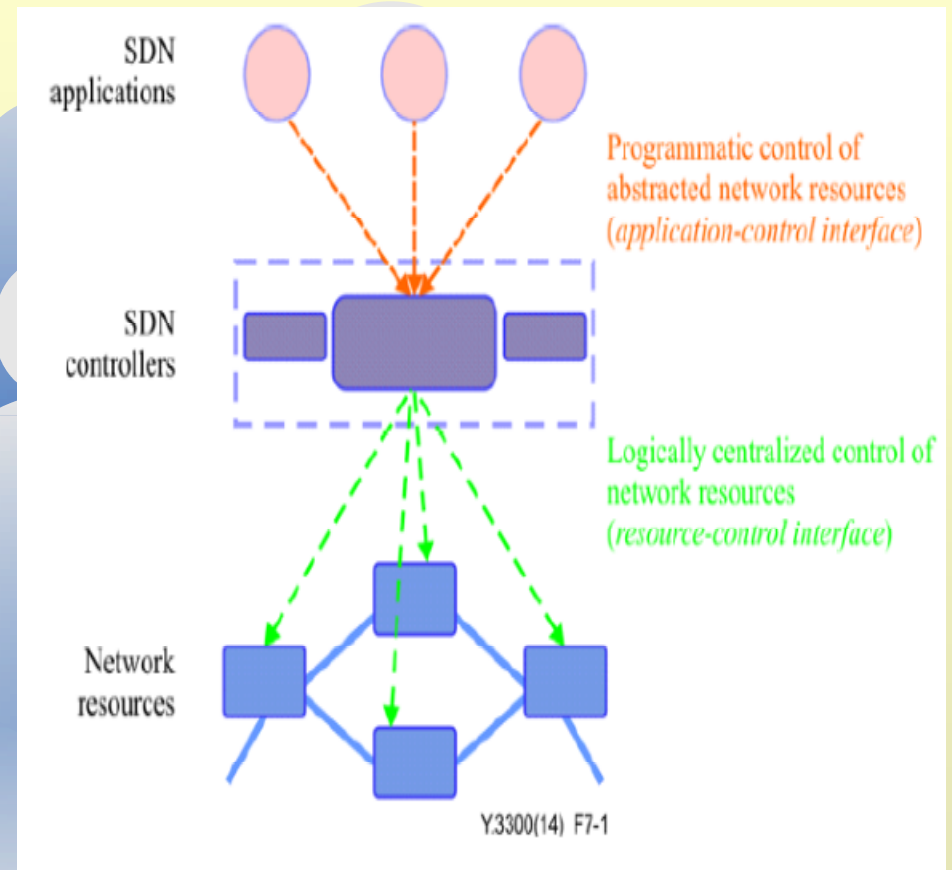 SDN
applications
Programmatic control of
abstracted network resources
(application-control interface)
SDN
controllers
Logically centralized control of
network resources
(resource-control interface)
Network
resources
Y.3300(14) F7-1